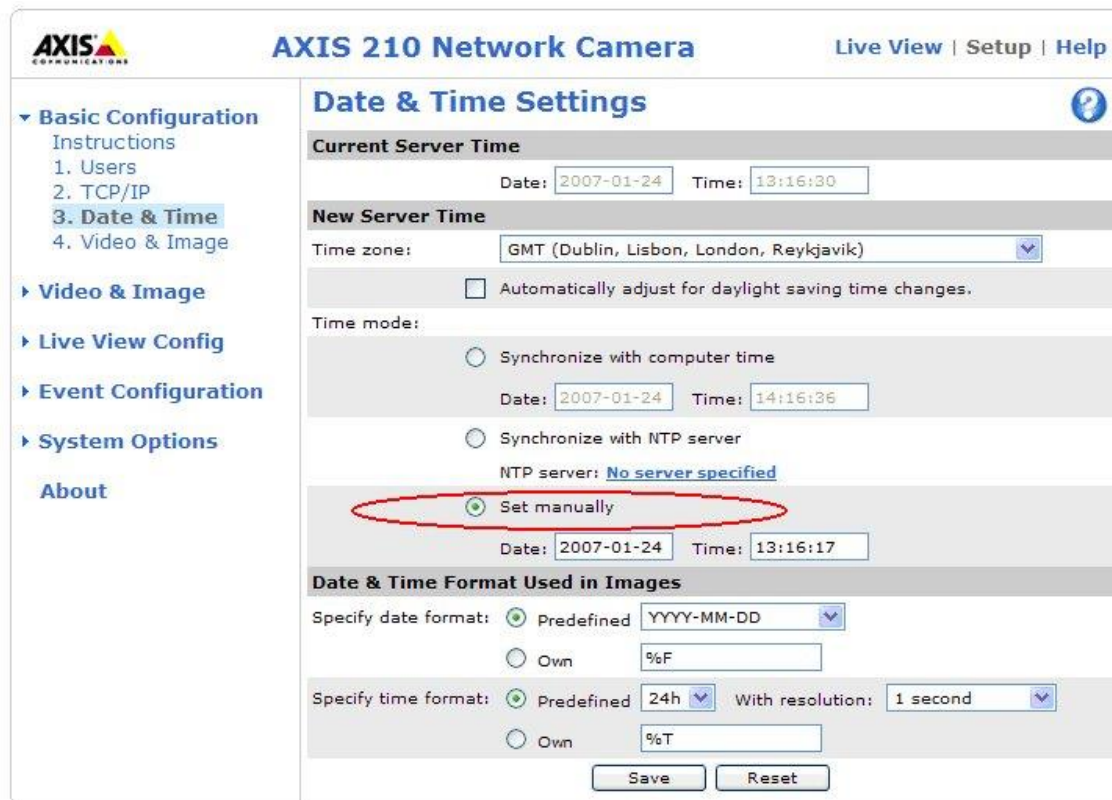 AXIS
COMMUNICATIONS
AXIS 210 Network Camera
Live View | Setup | Help
Basic Configuration
Instructions
1. Users
2. TCP/IP
3. Date & Time
4. Video & Image
Video & Image
Live View Config
Event Configuration
System Options
About
Date & Time Settings
?
Current Server Time
Date: 2007-01-24 Time: 13:16:30
New Server Time
Time zone: GMT (Dublin, Lisbon, London, Reykjavik)
Automatically adjust for daylight saving time changes.
Time mode:
Synchronize with computer time
Date: 2007-01-24 Time: 14:16:36
Synchronize with NTP server
NTP server: No server specified
Set manually
Date: 2007-01-24 Time: 13:16:17
Date & Time Format Used in Images
Specify date format: Predefined YYYY-MM-DD
Own %F
Specify time format: Predefined 24h With resolution: 1 second
Own %T
Save Reset